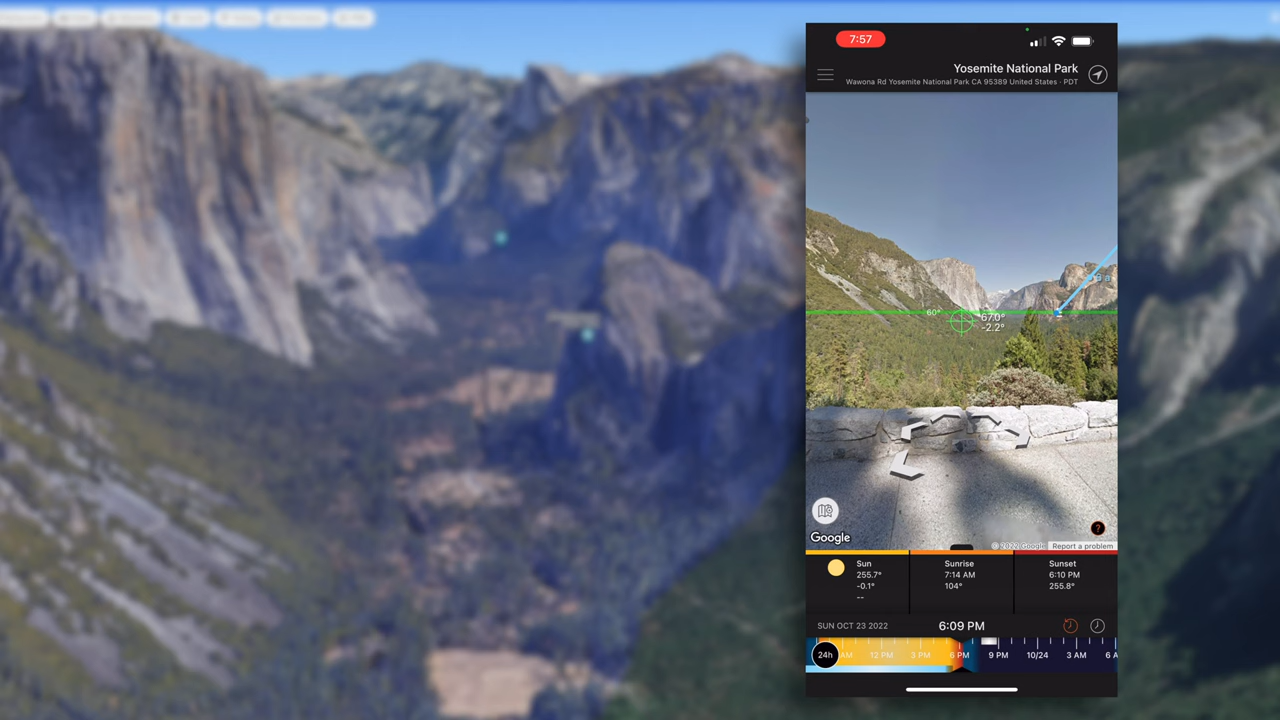 7:57
Yosemite National Park
Wawona Rd Yosemite National Park CA 95389 United States · PDT
60°
67.0°
-2.2°
Google
?
© 2022 Google
Report a problem
Sun
255.7°
-0.1°
--
Sunrise
7:14 AM
104°
Sunset
6:10 PM
255.8°
SUN OCT 23 2022
6:09 PM
24h
AM
12 PM
3 PM
6 PM
9 PM
10/24
3 AM
6 A